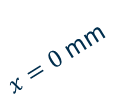 x = 0 mm